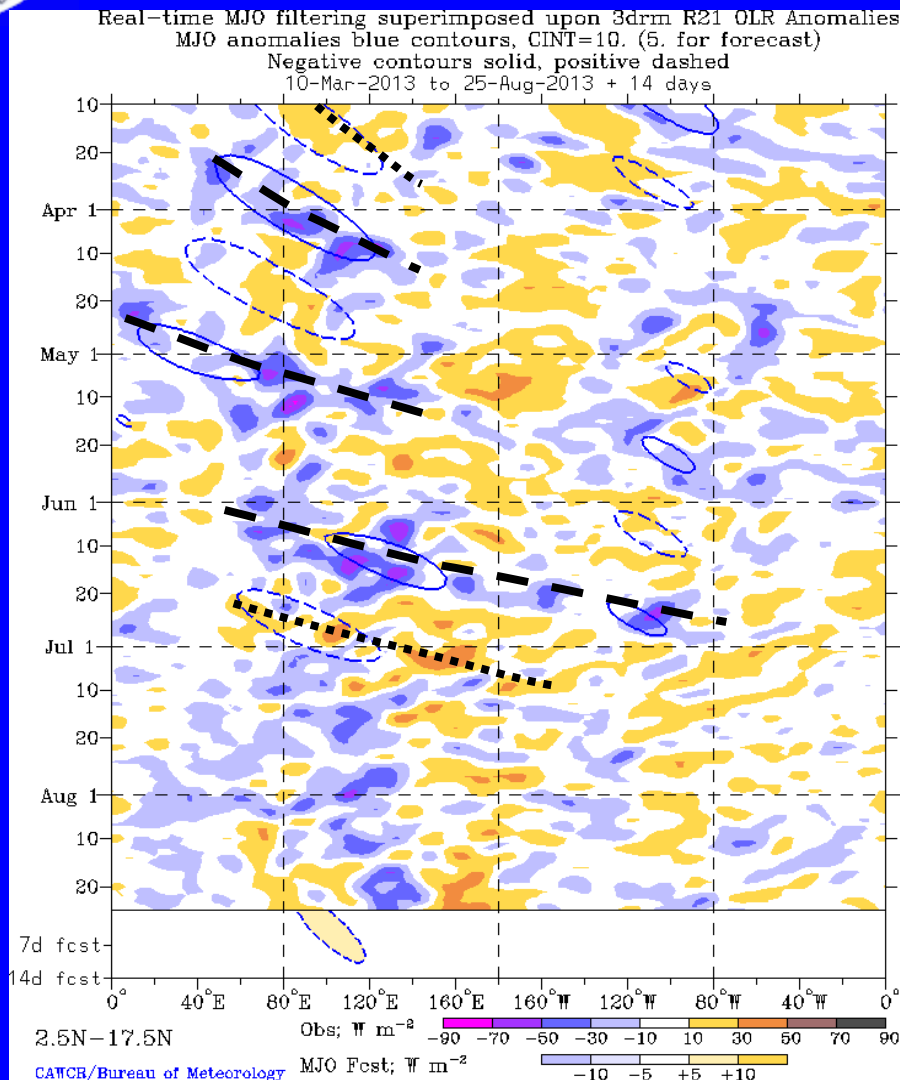 Real-time MJO filtering superimposed upon 3drm R21 OLR Anomalies
MJO anomalies blue contours, CINT=10. (5. for forecast)
Negative contours solid, positive dashed
10-Mar-2013 to 25-Aug-2013 + 14 days
10
20
Apr 1
10
20
May 1
10
20
Jun 1
10
20
Jul 1
10
20
Aug 1
10
20
7d fcst
14d fcst
0° 40°E 80°E 120°E 160°E 160°W 120°W 80°W 40°W 0°
2.5N-17.5N
Obs; W m-2
-90 -70 -50 -30 -10 10 30 50 70 90
CAWCR/Bureau of Meteorology
MJO Fcst; W m-2
-10 -5 +5 +10